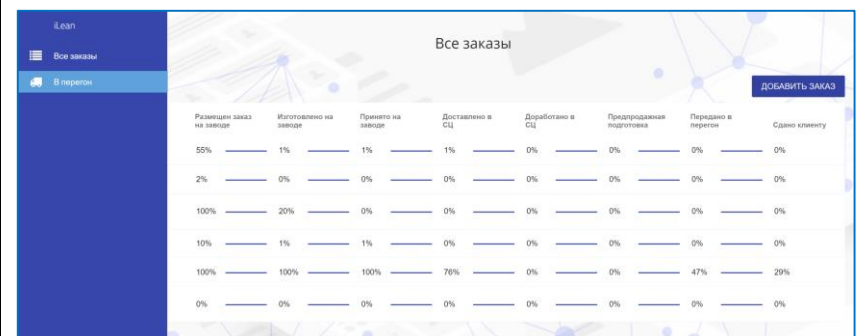 iLean
Все заказы
В перегон
Все заказы
ДОБАВИТЬ ЗАКАЗ
Размещен заказ на заводе Изготовлено на заводе Принято на заводе Доставлено в СЦ Доработано в СЦ Предпродажная подготовка Передано в перегон Сдано клиенту
55% 1% 1% 1% 0% 0% 0% 0%
2% 0% 0% 0% 0% 0% 0% 0%
100% 20% 0% 0% 0% 0% 0% 0%
10% 1% 1% 0% 0% 0% 0% 0%
100% 100% 100% 76% 0% 0% 47% 29%
0% 0% 0% 0% 0% 0% 0% 0%